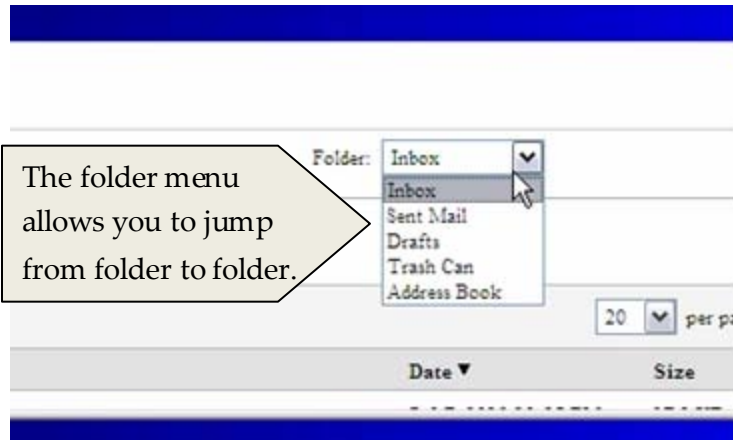 Folder: Inbox
The folder menu
allows you to jump
from folder to folder.
Inbox
Sent Mail
Drafts
Trash Can
Address Book
20 per
Date ▼ Size